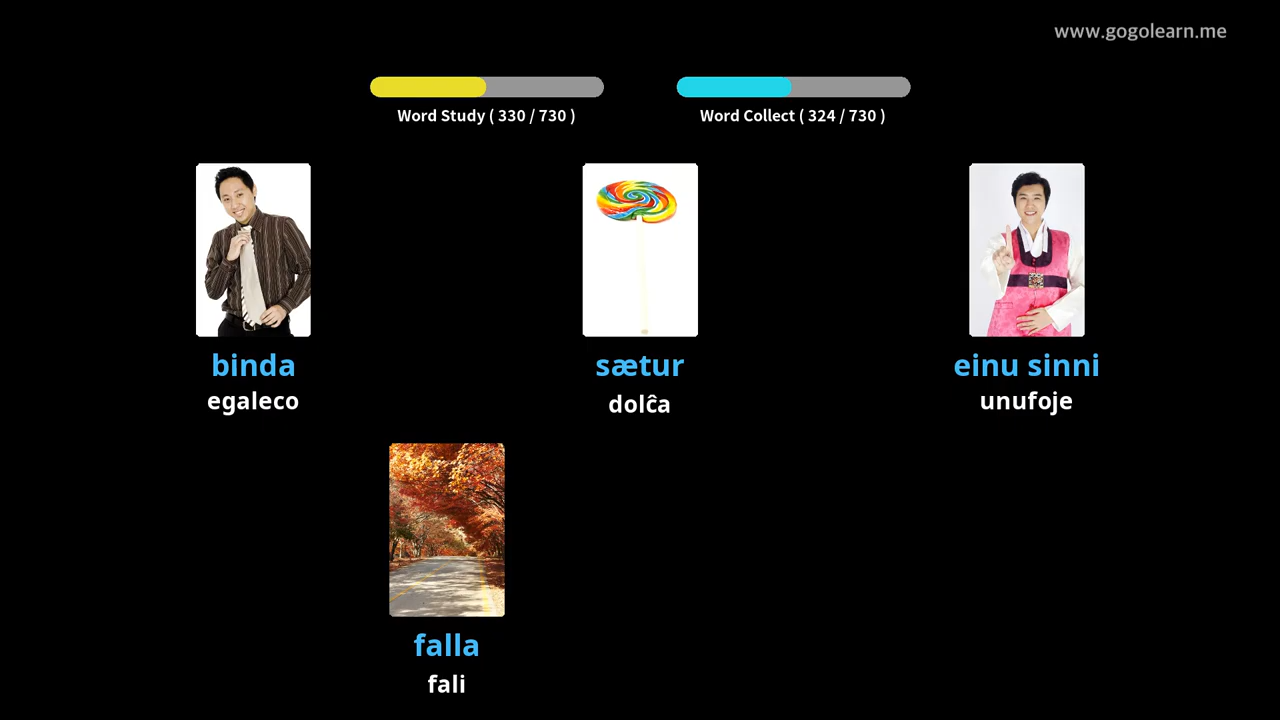 www.gogolearn.me
Word Study ( 330 / 730 )
Word Collect ( 324 / 730 )
binda
egaleco
sætur
dolĉa
einu sinni
unufoje
falla
fali